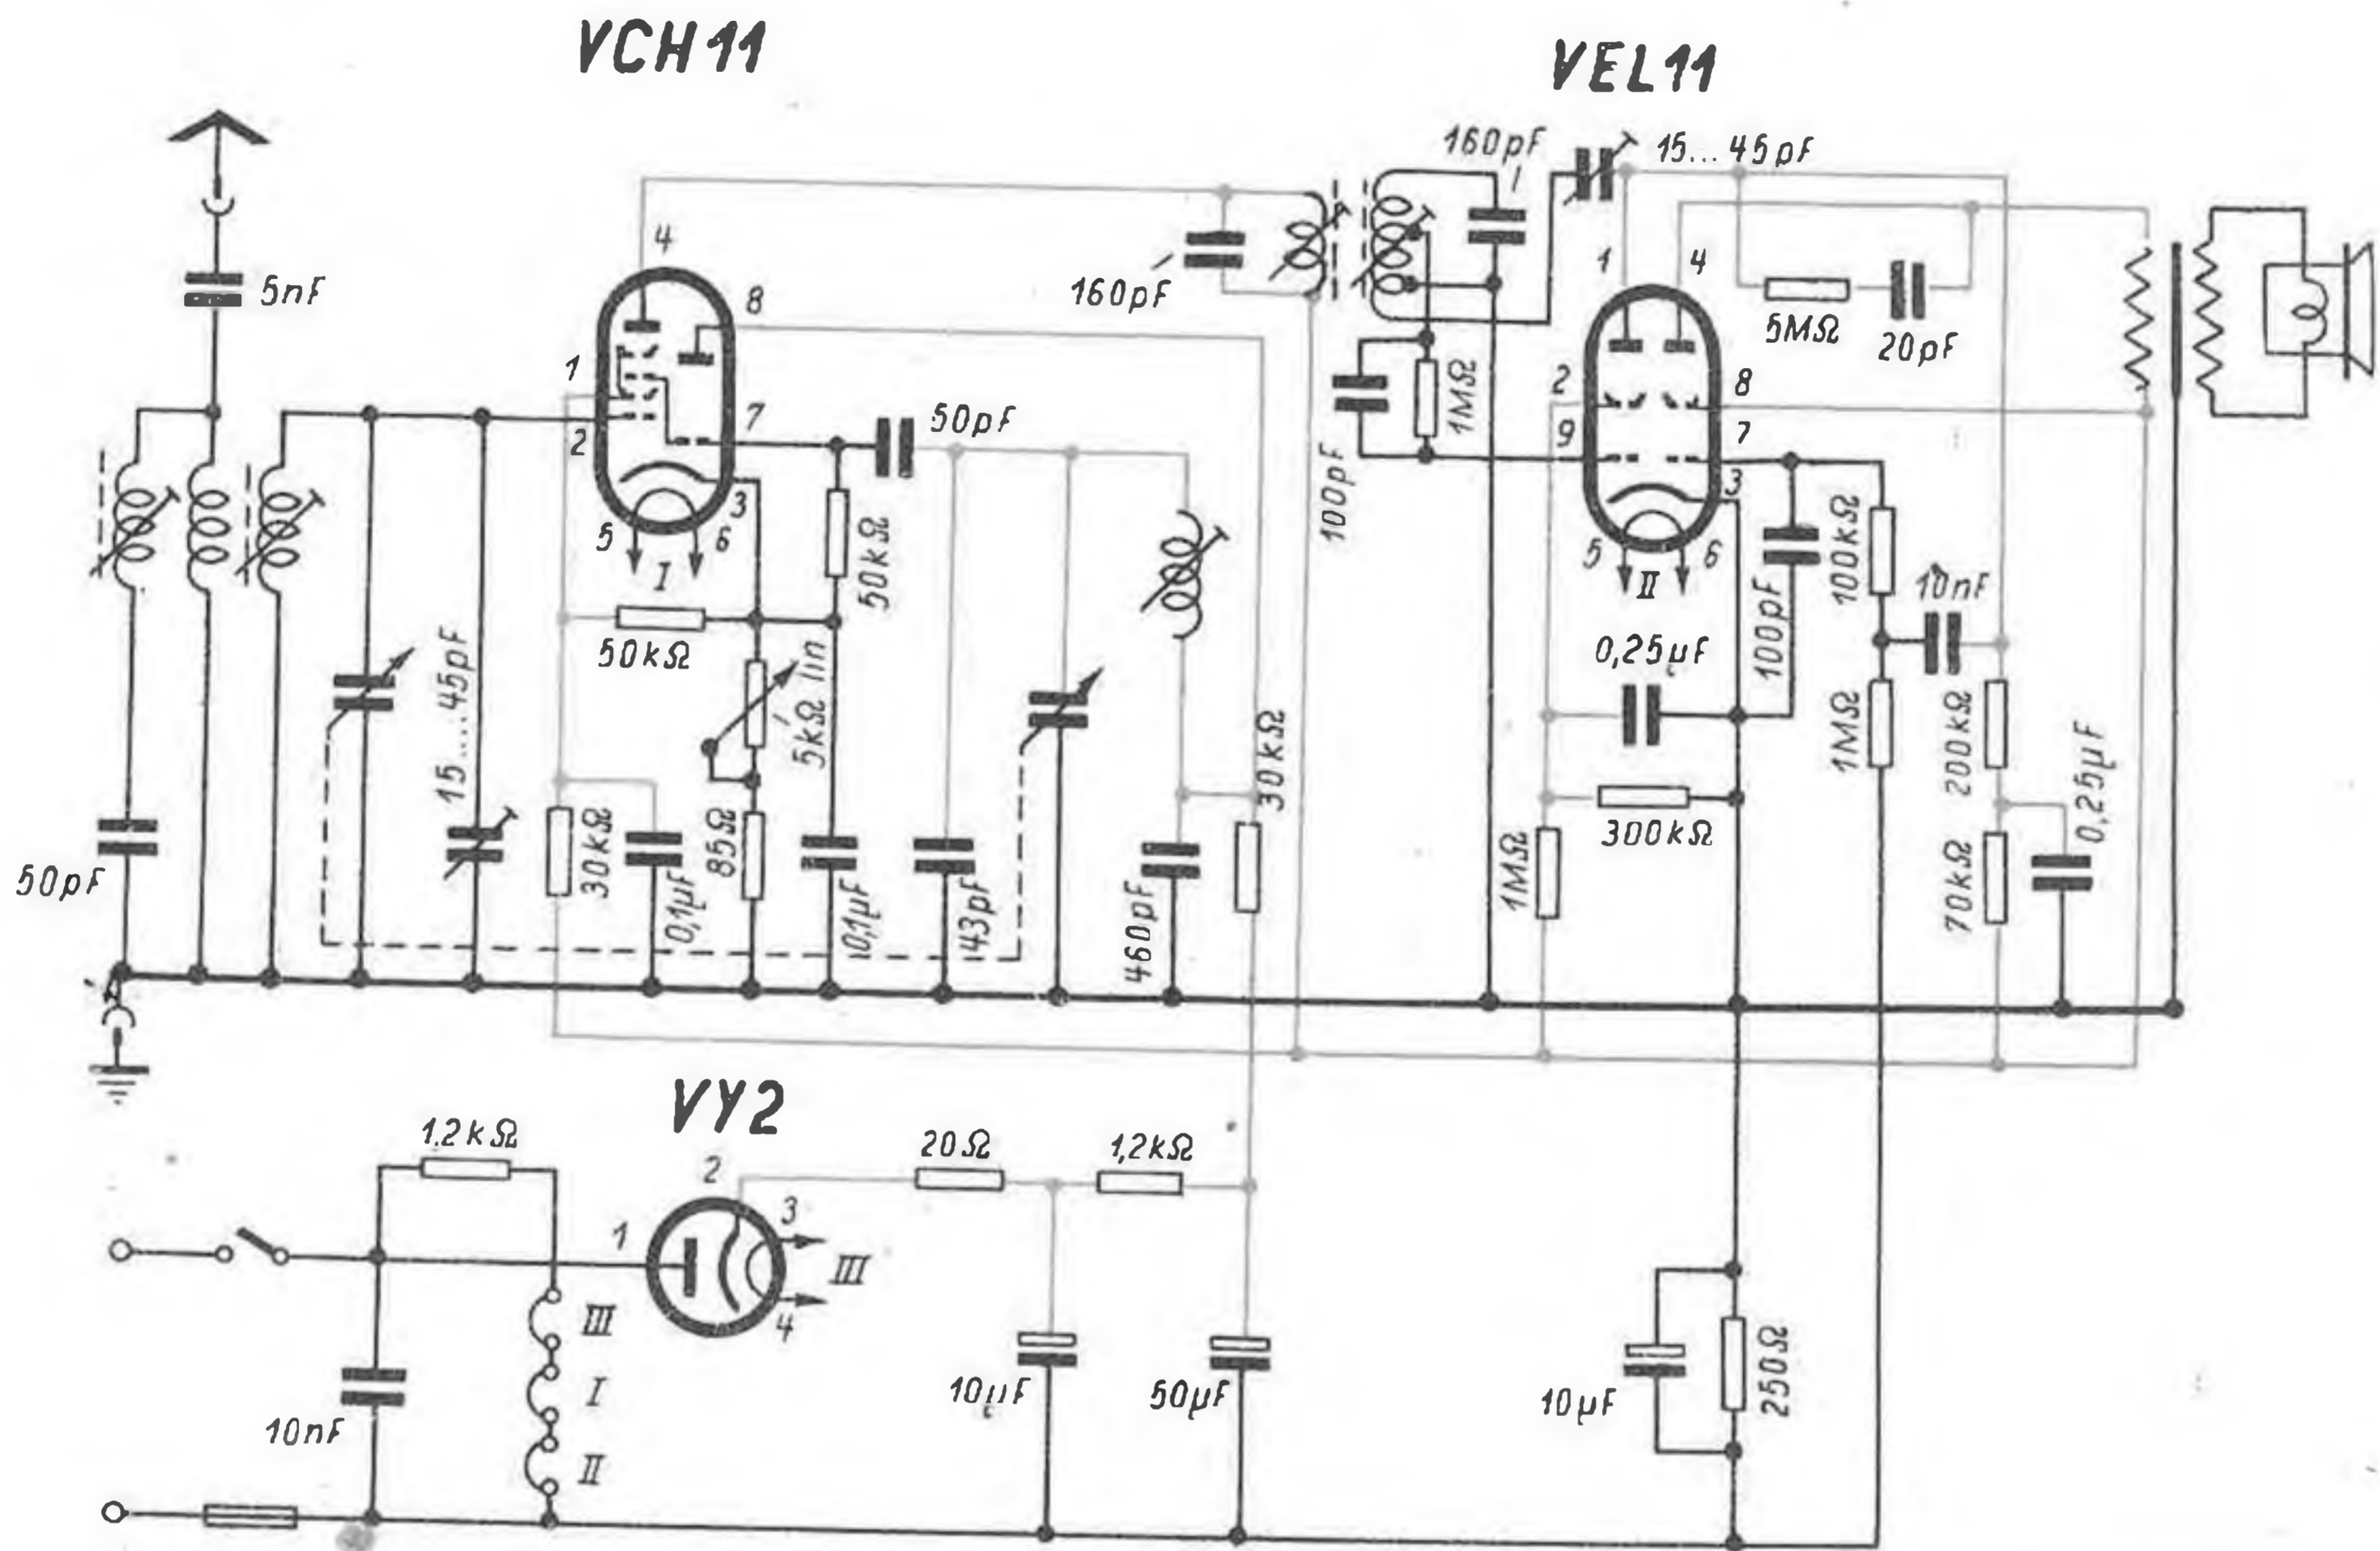 VCH11
VEL11
160pF
15...45pF
5nF
4
8
160pF
1
4
5MΩ
20pF
1
2
7
50pF
3
5
6
I
50kΩ
50kΩ
5kΩ lin
100pF
1MΩ
2
8
9
7
3
5
6
II
100pF
100kΩ
10nF
0,25µF
1MΩ
200kΩ
0,25µF
15....45pF
50pF
30kΩ
0,1µF
85Ω
0,1µF
143pF
460pF
30kΩ
300kΩ
1MΩ
70kΩ
VY2
1.2kΩ
2
20Ω
1,2kΩ
1
3
III
4
III
I
II
10nF
10µF
50µF
10µF
250Ω